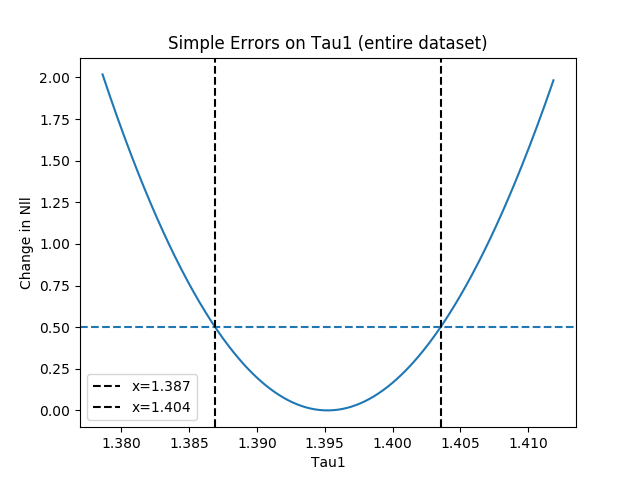 Simple Errors on Tau1 (entire dataset)
Change in Nll
2.00
1.75
1.50
1.25
1.00
0.75
0.50
0.25
0.00
x=1.387
x=1.404
1.380 1.385 1.390 1.395 1.400 1.405 1.410
Tau1